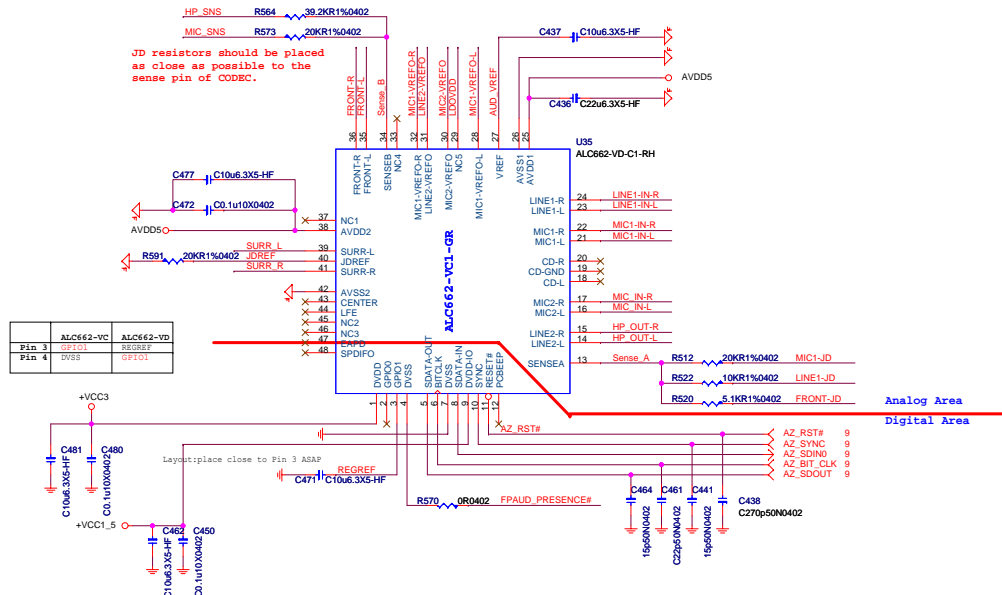 HP_SNS R564 39.2KR1%0402
MIC_SNS R573 20KR1%0402
JD resistors should be placed
as close as possible to the
sense pin of CODEC.
C437 C10u6.3X5-HF
AVDD5
C436 C22u6.3X5-HF
FRONT-R
FRONT-L
Sense_B
MIC1-VREFO-R
LINE2-VREFO
MIC2-VREFO
LDOVDD
MIC1-VREFO-L
AUD_VREF
36 35 34 33 32 31 30 29 28 27 26 25
U35
ALC662-VD-C1-RH
FRONT-R
FRONT-L
SENSEB
NC4
MIC1-VREFO-R
LINE2-VREFO
MIC2-VREFO
NC5
MIC1-VREFO-L
VREF
AVSS1
AVDD1
ALC662-VC1-GR
C477 C10u6.3X5-HF
C472 C0.1u10X0402
AVDD5
37 NC1
38 AVDD2
SURR_L 39 SURR-L
R591 20KR1%0402 JDREF 40 JDREF
SURR_R 41 SURR-R
42 AVSS2
43 CENTER
44 LFE
45 NC2
46 NC3
47 EAPD
48 SPDIFO
LINE1-R 24 LINE1-IN-R
LINE1-L 23 LINE1-IN-L
MIC1-R 22 MIC1-IN-R
MIC1-L 21 MIC1-IN-L
CD-R 20
CD-GND 19
CD-L 18
MIC2-R 17 MIC_IN-R
MIC2-L 16 MIC_IN-L
LINE2-R 15 HP_OUT-R
LINE2-L 14 HP_OUT-L
SENSEA 13 Sense_A R512 20KR1%0402 MIC1-JD
R522 10KR1%0402 LINE1-JD
R520 5.1KR1%0402 FRONT-JD
Analog Area
Digital Area
ALC662-VC ALC662-VD
Pin 3 GPIO1 REGREF
Pin 4 DVSS GPIO1
DVDD
GPIO0
GPIO1
DVSS
SDATA-OUT
BITCLK
DVSS
SDATA-IN
DVDD-IO
SYNC
RESET#
PCBEEP
1 2 3 4 5 6 7 8 9 10 11 12
+VCC3
C481 C10u6.3X5-HF
C480 C0.1u10X0402
Layout:place close to Pin 3 ASAP
C471 REGREF C10u6.3X5-HF
+VCC1_5
C462 C10u6.3X5-HF
C450 C0.1u10X0402
R570 0R0402 FPAUD_PRESENCE#
AZ_RST#
AZ_RST# 9
AZ_SYNC 9
AZ_SDIN0 9
AZ_BIT_CLK 9
AZ_SDOUT 9
C464 15p50N0402
C461 C22p50N0402
C441 15p50N0402
C438
C270p50N0402